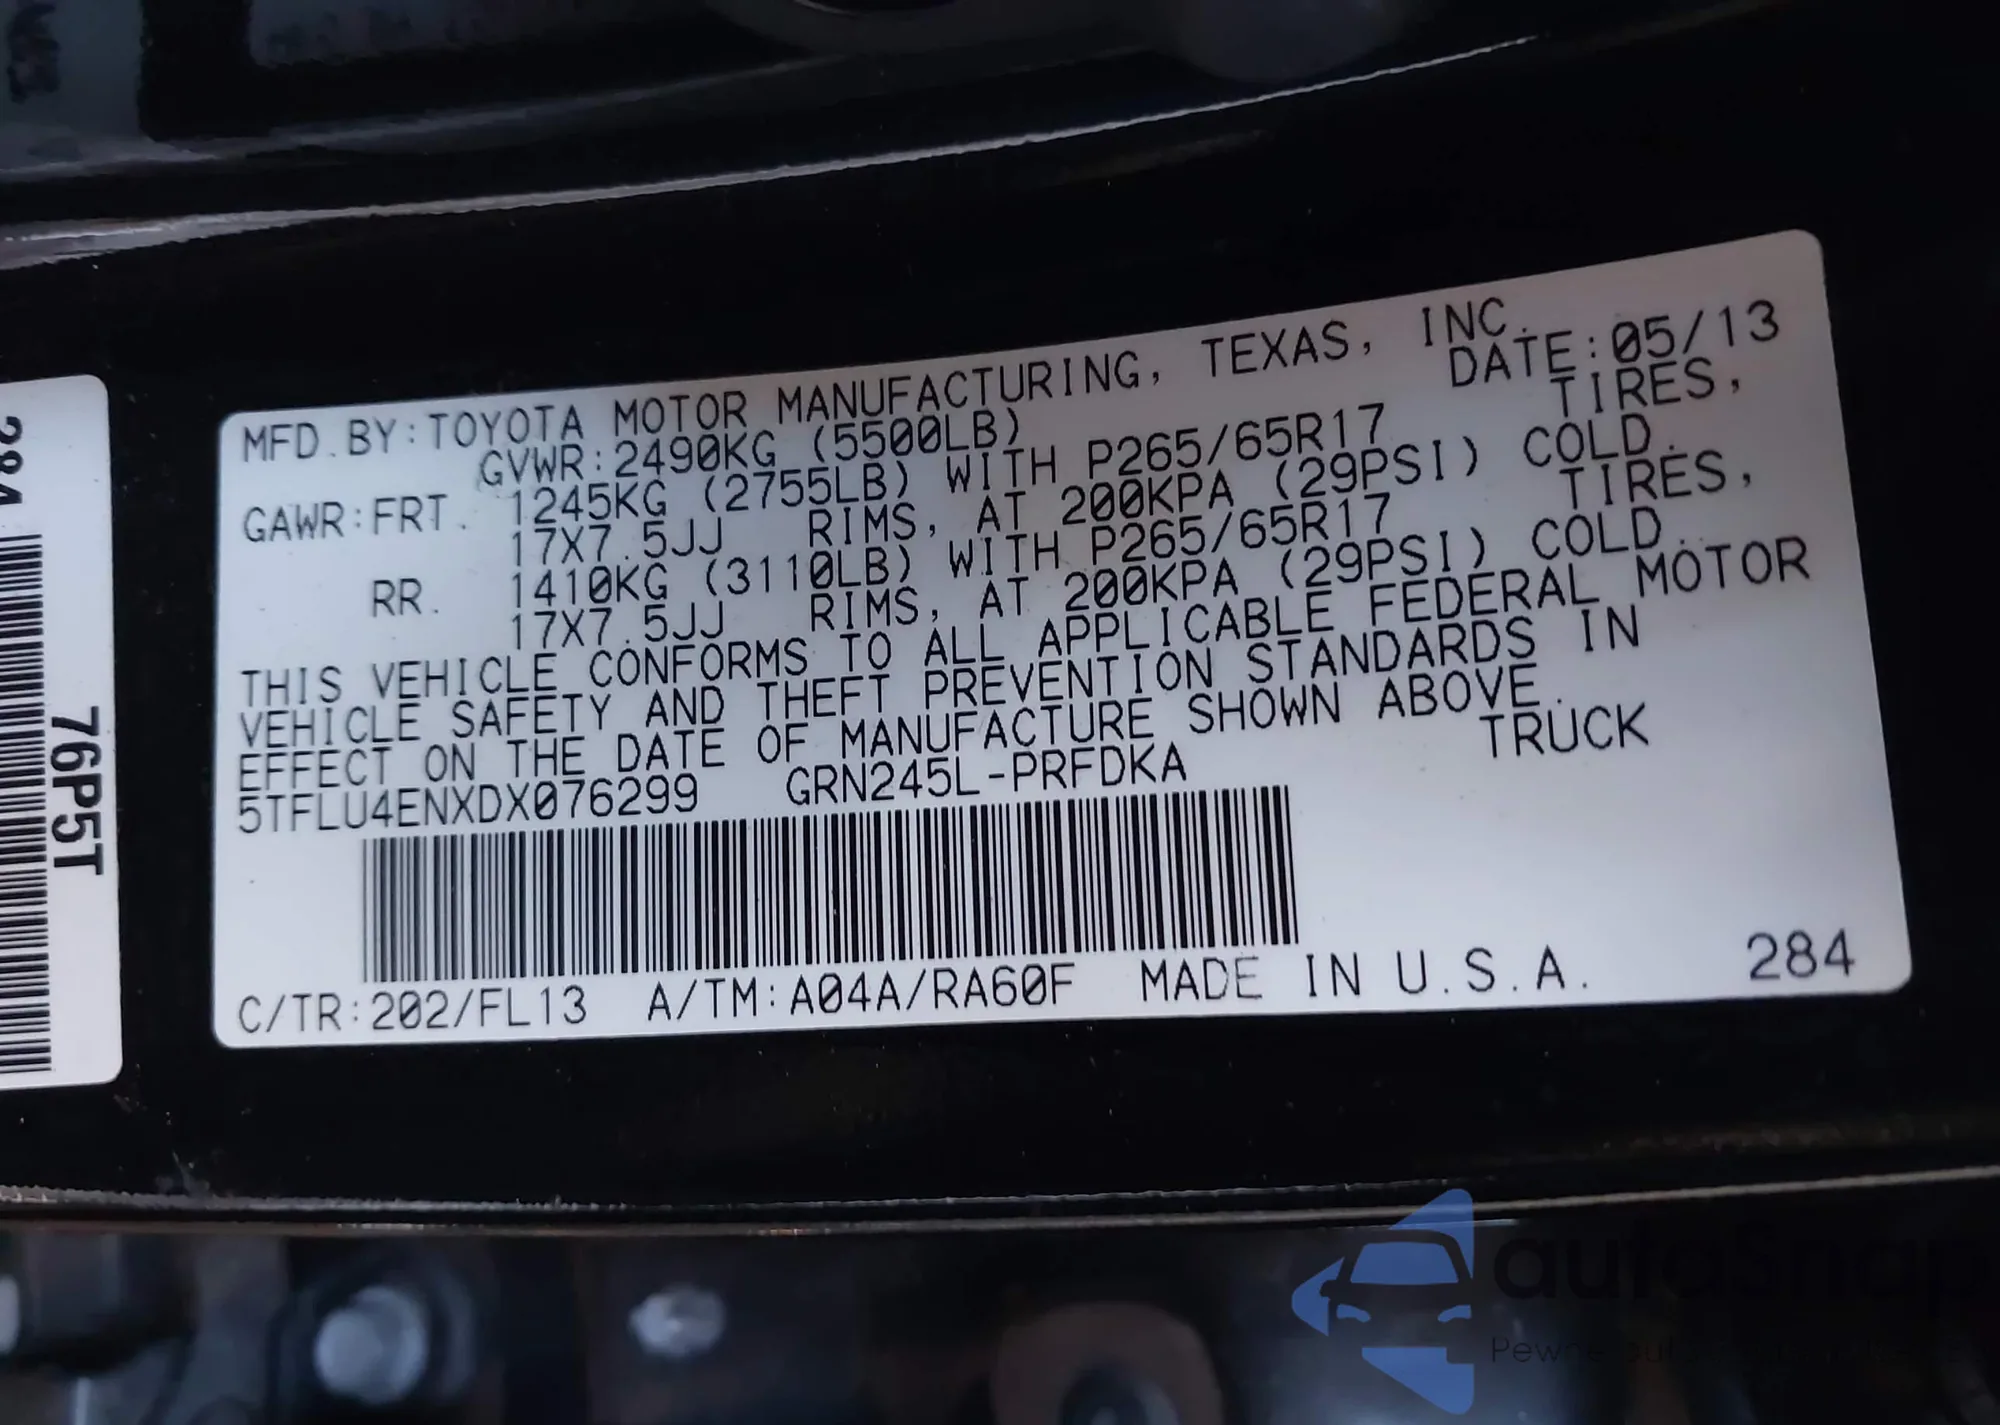 MFD.BY:TOYOTA MOTOR MANUFACTURING, TEXAS, INC.
GVWR:2490KG (5500LB) DATE:05/13
GAWR:FRT. 1245KG (2755LB) WITH P265/65R17 TIRES,
17X7.5JJ RIMS, AT 200KPA (29PSI) COLD.
RR. 1410KG (3110LB) WITH P265/65R17 TIRES,
17X7.5JJ RIMS, AT 200KPA (29PSI) COLD.
THIS VEHICLE CONFORMS TO ALL APPLICABLE FEDERAL MOTOR
VEHICLE SAFETY AND THEFT PREVENTION STANDARDS IN
EFFECT ON THE DATE OF MANUFACTURE SHOWN ABOVE.
5TFLU4ENXDX076299 GRN245L-PRFDKA TRUCK
C/TR:202/FL13 A/TM:A04A/RA60F MADE IN U.S.A. 284
284
76P5T
autosnap